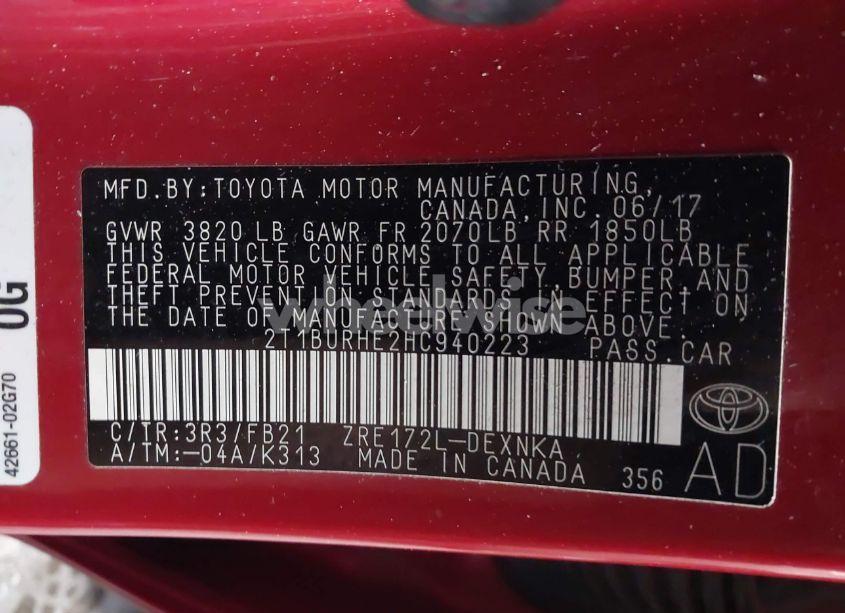 MFD.BY:TOYOTA MOTOR MANUFACTURING,
CANADA,INC.06/17
GVWR 3820 LB GAWR FR 2070LB RR 1850LB
THIS VEHICLE CONFORMS TO ALL APPLICABLE
FEDERAL MOTOR VEHICLE SAFETY,BUMPER,AND
THEFT PREVENTION STANDARDS IN EFFECT ON
THE DATE OF MANUFACTURE SHOWN ABOVE.
wheelwise
2T1BURHE2HC940223 PASS.CAR
C/TR:3R3/FB21 ZRE172L-DEXNKA
A/TM:-04A/K313 MADE IN CANADA 356
AD
0G
42661-02G70